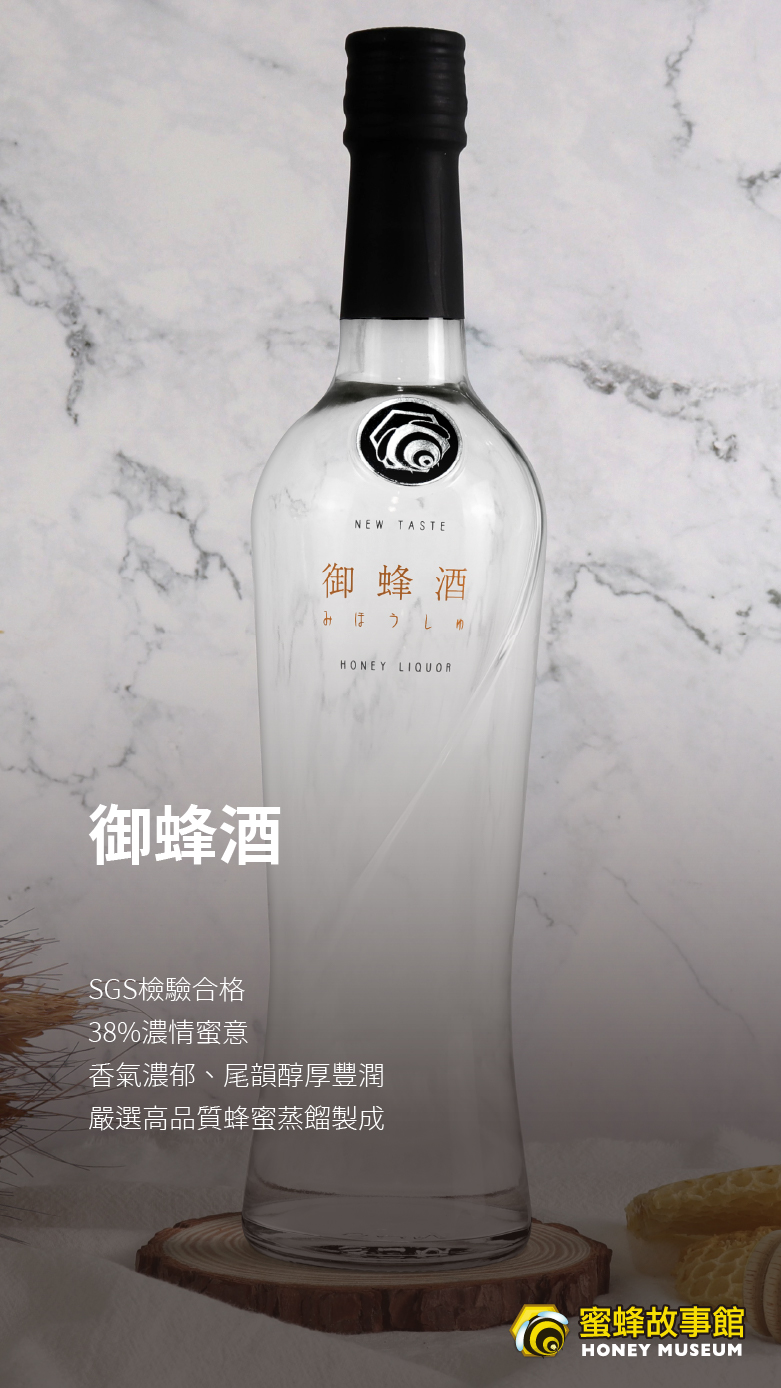 NEW TASTE
御蜂酒
みほうしゅ
HONEY LIQUOR
御蜂酒
SGS檢驗合格
38%濃情蜜意
香氣濃郁、尾韻醇厚豐潤
嚴選高品質蜂蜜蒸餾製成
蜜蜂故事館
HONEY MUSEUM